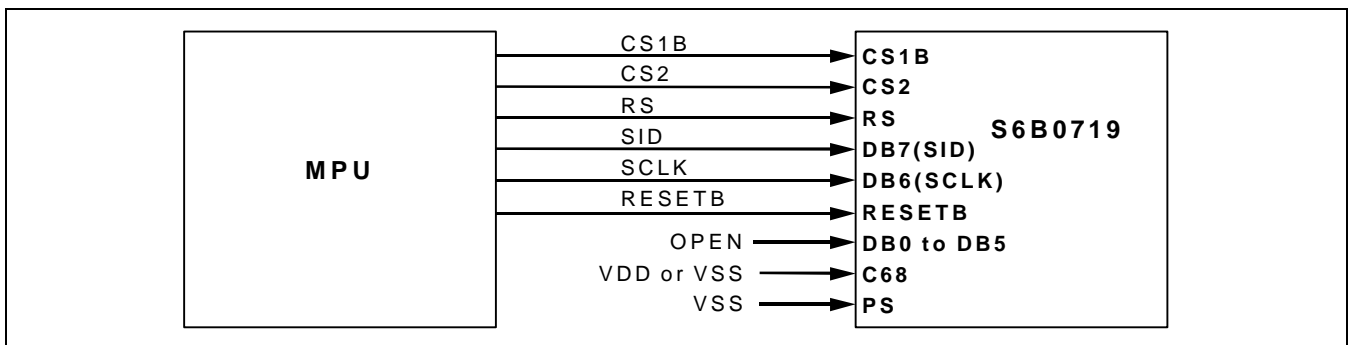 MPU
CS1B
CS2
RS
SID
SCLK
RESETB
OPEN
VDD or VSS
VSS
CS1B
CS2
RS
DB7(SID)
DB6(SCLK)
RESETB
DB0 to DB5
C68
PS
S6B0719